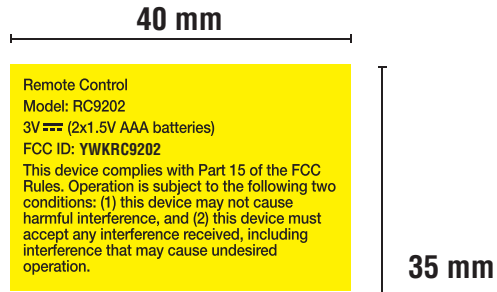 40 mm
Remote Control
Model: RC9202
3V⎓ (2x1.5V AAA batteries)
FCC ID: YWKRC9202
This device complies with Part 15 of the FCC
Rules. Operation is subject to the following two
conditions: (1) this device may not cause
harmful interference, and (2) this device must
accept any interference received, including
interference that may cause undesired
operation.
35 mm